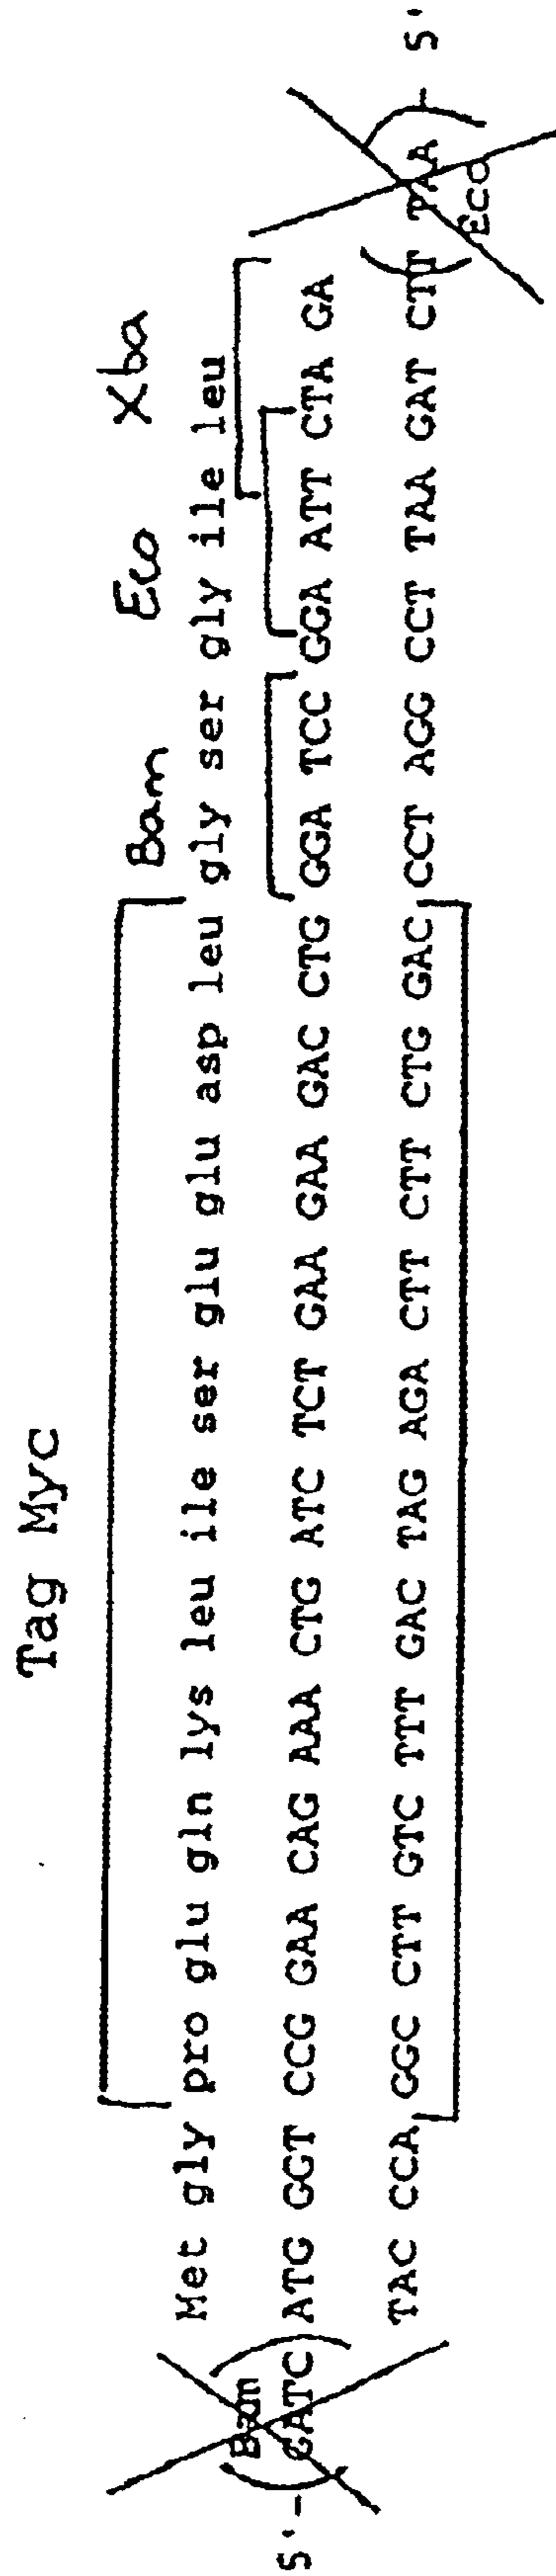 Tag Myc
Bam Eco Xba
Met gly pro glu gln lys leu ile ser glu glu asp leu gly ser gly ile leu
Bam
5'- GATC ATG GGT CCG GAA CAG AAA CTG ATC TCT GAA GAA GAC CTG GGA TCC GGA ATT CTA GA
TAC CCA GGC CTT GTC TTT GAC TAG AGA CTT CTT CTG GAC CCT AGG CCT TAA GAT CTT TAA - 5'
Eco